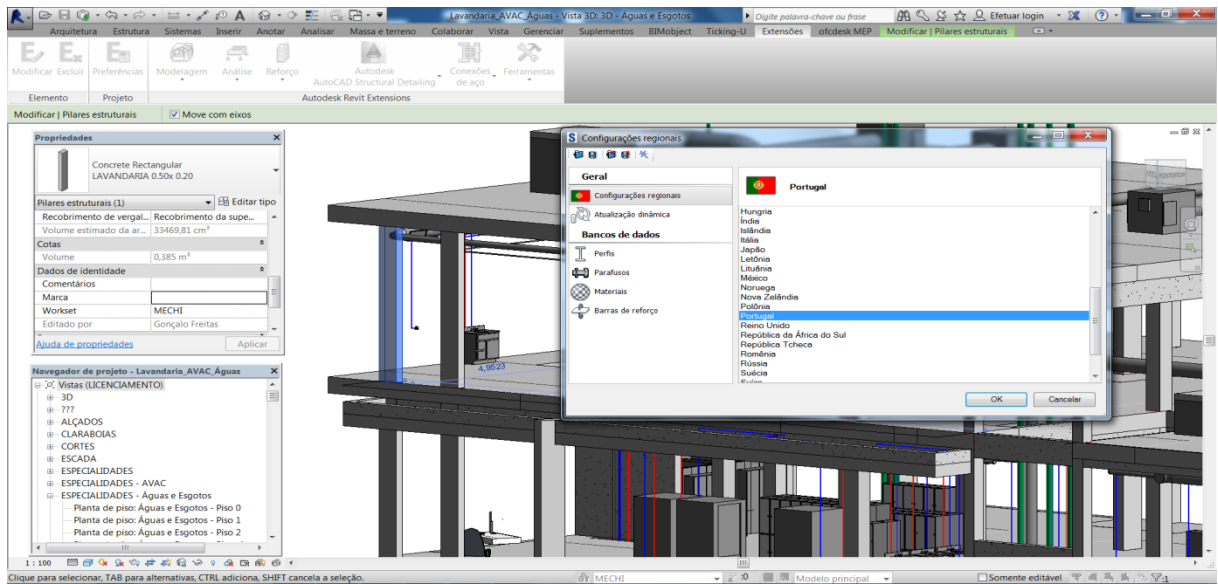 Lavandaria_AVAC_Águas - Vista 3D: 3D - Águas e Esgotos
Digite palavra-chave ou frase
Efetuar login
Arquitetura Estrutura Sistemas Inserir Anotar Analisar Massa e terreno Colaborar Vista Gerenciar Suplementos BIMobject Ticking-U Extensões ofcdesk MEP Modificar | Pilares estruturais
Modificar Excluir Preferências Modelagem Análise Reforço Autodesk AutoCAD Structural Detailing Conexões de aço Ferramentas
Elemento Projeto Autodesk Revit Extensions
Modificar | Pilares estruturais Move com eixos
Propriedades
Concrete Rectangular
LAVANDARIA 0.50x 0.20
Pilares estruturais (1) Editar tipo
Recobrimento de vergal... Recobrimento da supe...
Volume estimado da ar... 33469,81 cm³
Cotas
Volume 0,385 m³
Dados de identidade
Comentários
Marca
Workset MECHI
Editado por Gonçalo Freitas
Ajuda de propriedades Aplicar
Navegador de projeto - Lavandaria_AVAC_Águas
Vistas (LICENCIAMENTO)
3D
???
ALÇADOS
CLARABOIAS
CORTES
ESCADA
ESPECIALIDADES
ESPECIALIDADES - AVAC
ESPECIALIDADES - Águas e Esgotos
Planta de piso: Águas e Esgotos - Piso 0
Planta de piso: Águas e Esgotos - Piso 1
Planta de piso: Águas e Esgotos - Piso 2
4,9523
Configurações regionais
Geral
Configurações regionais
Atualização dinâmica
Bancos de dados
Perfis
Parafusos
Materiais
Barras de reforço
Portugal
Hungria
Índia
Islândia
Itália
Japão
Letônia
Lituânia
México
Noruega
Nova Zelândia
Polônia
Portugal
Reino Unido
República da África do Sul
República Tcheca
Romênia
Rússia
Suécia
OK Cancelar
1 : 100
Clique para selecionar, TAB para alternativas, CTRL adiciona, SHIFT cancela a seleção.
MECHI
:0
Modelo principal
Somente editável
:1